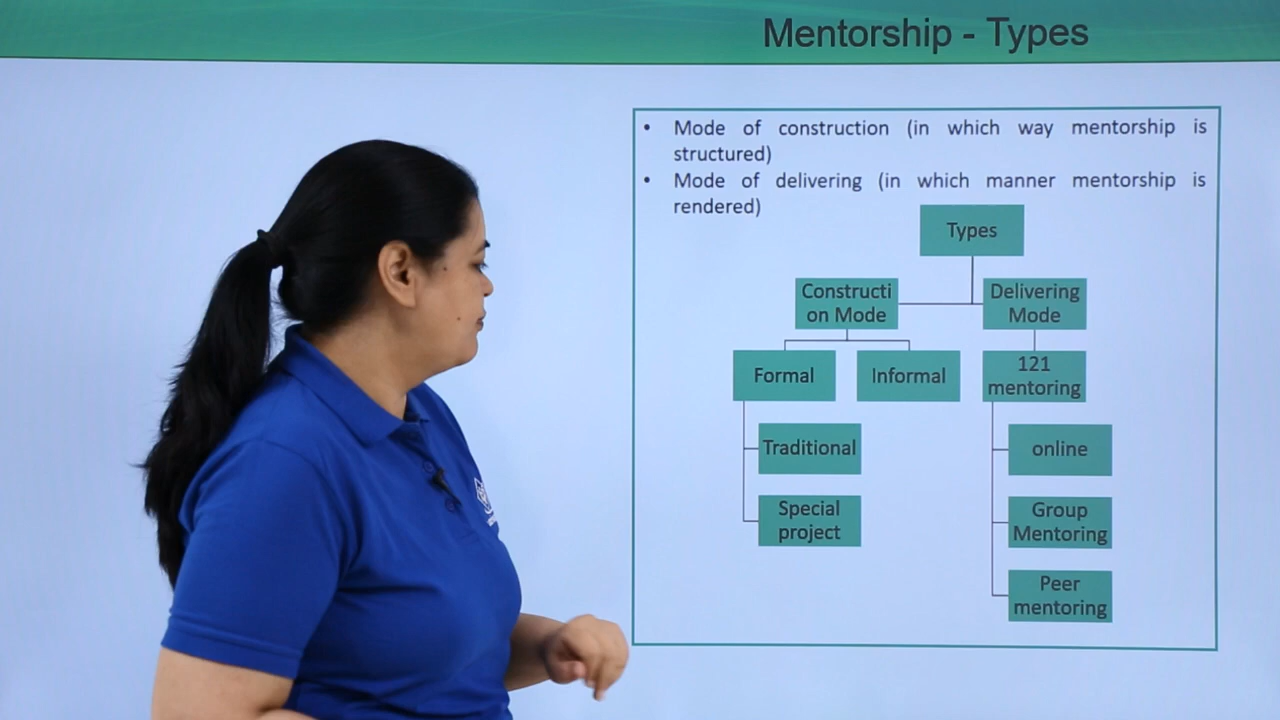 Mentorship - Types
• Mode of construction (in which way mentorship is
structured)
• Mode of delivering (in which manner mentorship is
rendered)
Types
Constructi
on Mode
Delivering
Mode
Formal
Informal
121
mentoring
Traditional
online
Special
project
Group
Mentoring
Peer
mentoring